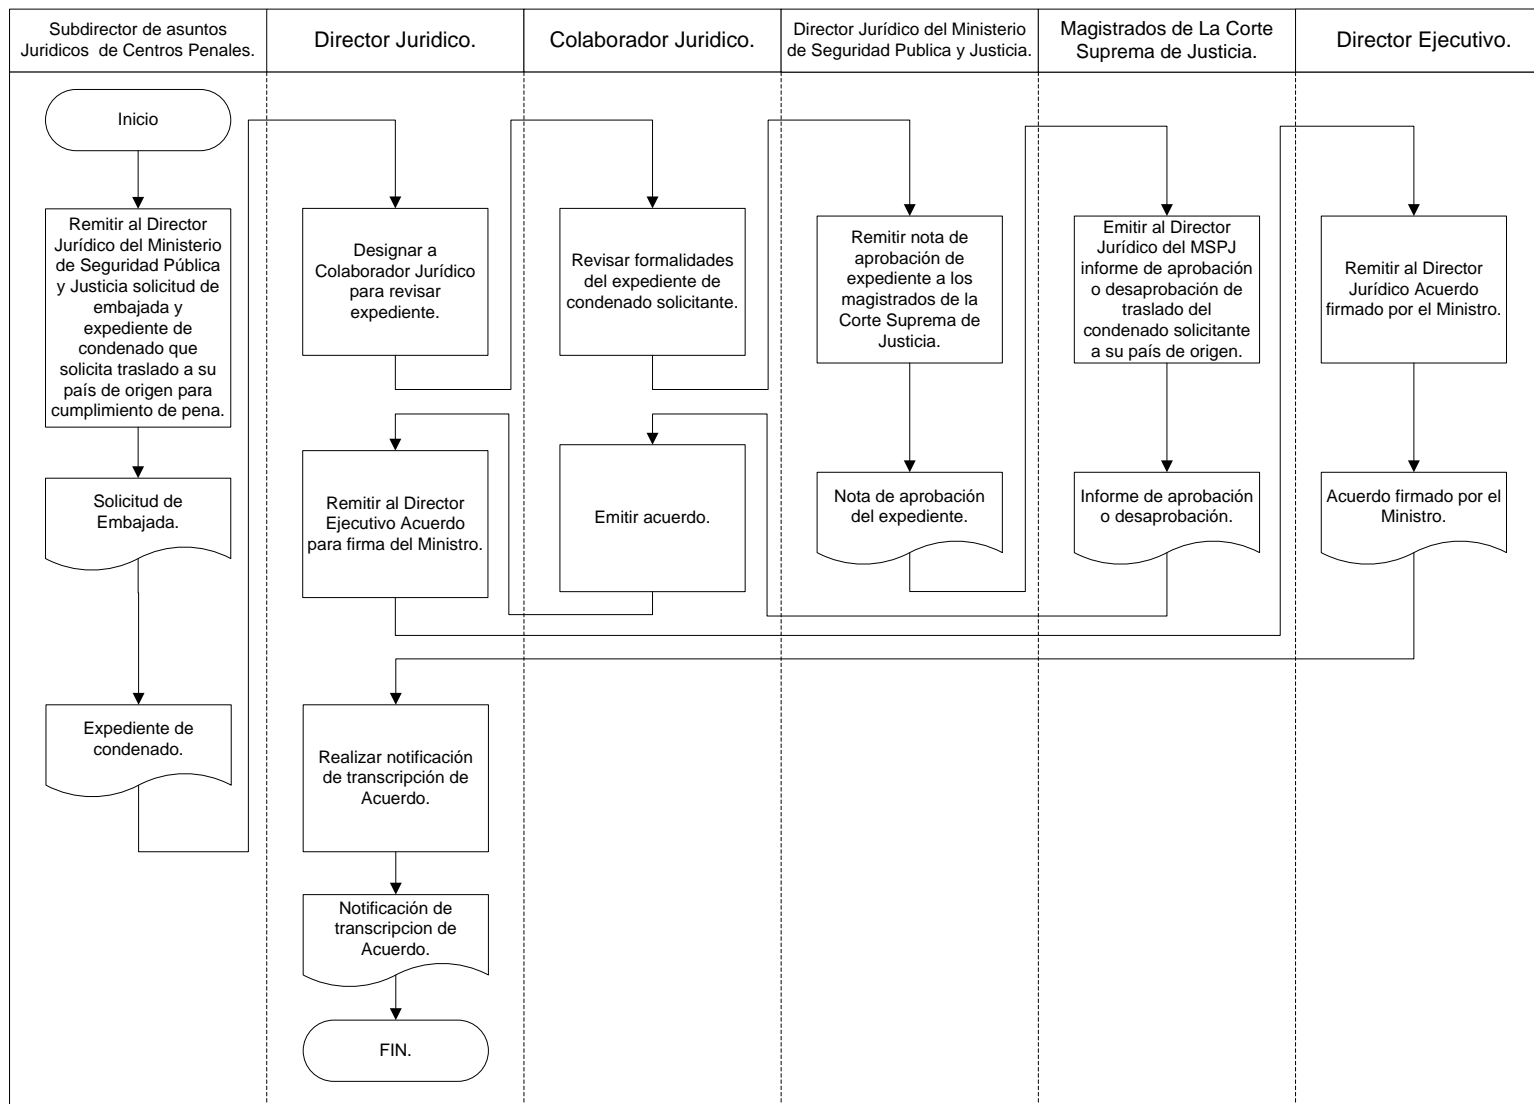 Subdirector de asuntos
Juridicos de Centros Penales.
Director Juridico.
Colaborador Juridico.
Director Jurídico del Ministerio
de Seguridad Publica y Justicia.
Magistrados de La Corte
Suprema de Justicia.
Director Ejecutivo.
Inicio
Remitir al Director
Jurídico del Ministerio
de Seguridad Pública
y Justicia solicitud de
embajada y
expediente de
condenado que
solicita traslado a su
país de origen para
cumplimiento de pena.
Designar a
Colaborador Jurídico
para revisar
expediente.
Revisar formalidades
del expediente de
condenado solicitante.
Remitir nota de
aprobación de
expediente a los
magistrados de la
Corte Suprema de
Justicia.
Emitir al Director
Jurídico del MSPJ
informe de aprobación
o desaprobación de
traslado del
condenado solicitante
a su país de origen.
Remitir al Director
Jurídico Acuerdo
firmado por el Ministro.
Solicitud de
Embajada.
Remitir al Director
Ejecutivo Acuerdo
para firma del Ministro.
Emitir acuerdo.
Nota de aprobación
del expediente.
Informe de aprobación
o desaprobación.
Acuerdo firmado por el
Ministro.
Expediente de
condenado.
Realizar notificación
de transcripción de
Acuerdo.
Notificación de
transcripcion de
Acuerdo.
FIN.